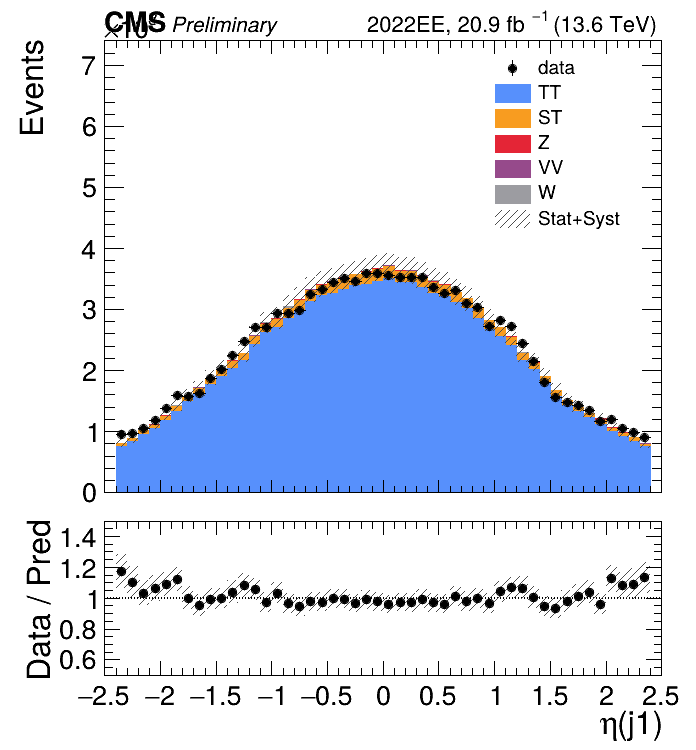 CMS Preliminary 2022EE, 20.9 fb⁻¹ (13.6 TeV)
Events
7
6
5
4
3
2
1
0
data
TT
ST
Z
VV
W
Stat+Syst
Data / Pred
1.4
1.2
1
0.8
0.6
−2.5 −2 −1.5 −1 −0.5 0 0.5 1 1.5 2 2.5
η(j1)